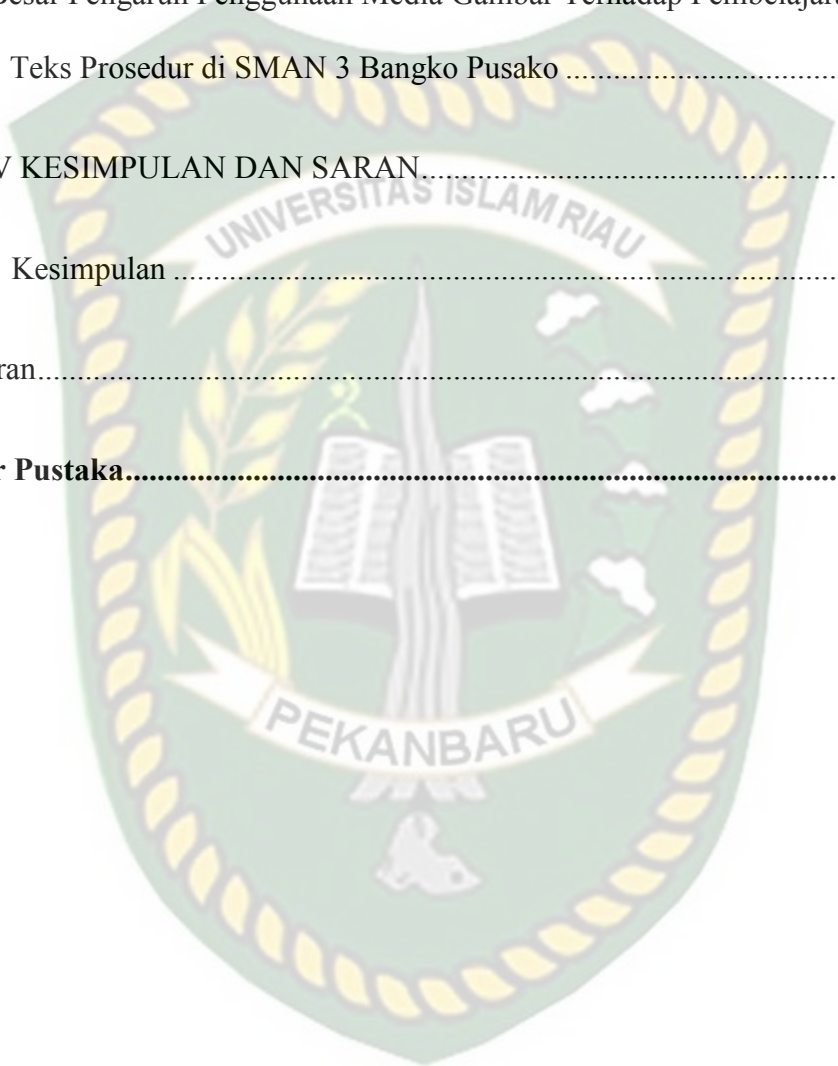 Besar Pengaruh Penggunaan Media Gambar Terhadap
Teks Prosedur di SMAN 3 Bangko Pusako ....................................
V KESIMPULAN DAN SARAN....................................................
UNIVERSITAS ISLAM RIAU
Kesimpulan ....................................................................................
ran....................................................................................................
r Pustaka.........................................................................................
PEKANBARU